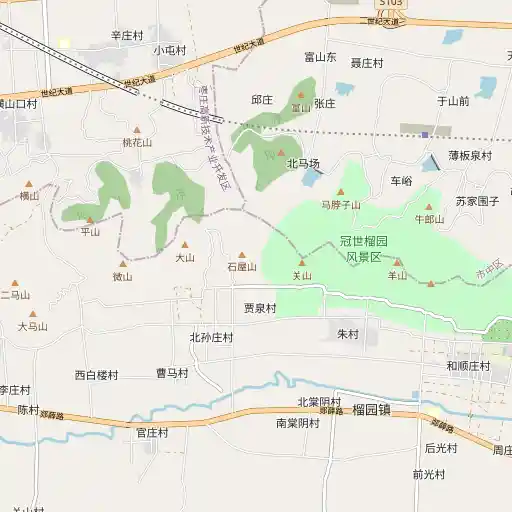 S103
辛庄村
世纪大道
小屯村
世纪大道
富山东
聂庄村
世纪大道
世纪大道
横山口村
邱庄
富山
张庄
于山前
枣庄高新技术产业开发区
桃花山
北马场
薄板泉村
车峪
横山
马脖子山
苏家围子
牛郎山
平山
冠世榴园
风景区
大山
石屋山
微山
关山
羊山
市中区
二马山
大马山
贾泉村
北孙庄村
朱村
和顺庄村
西白楼村
曹马村
李庄村
陈村
郯薛路
北棠阴村
郯薛路
榴园镇
南棠阴村
郯薛路
官庄村
后光村
周庄
前光村